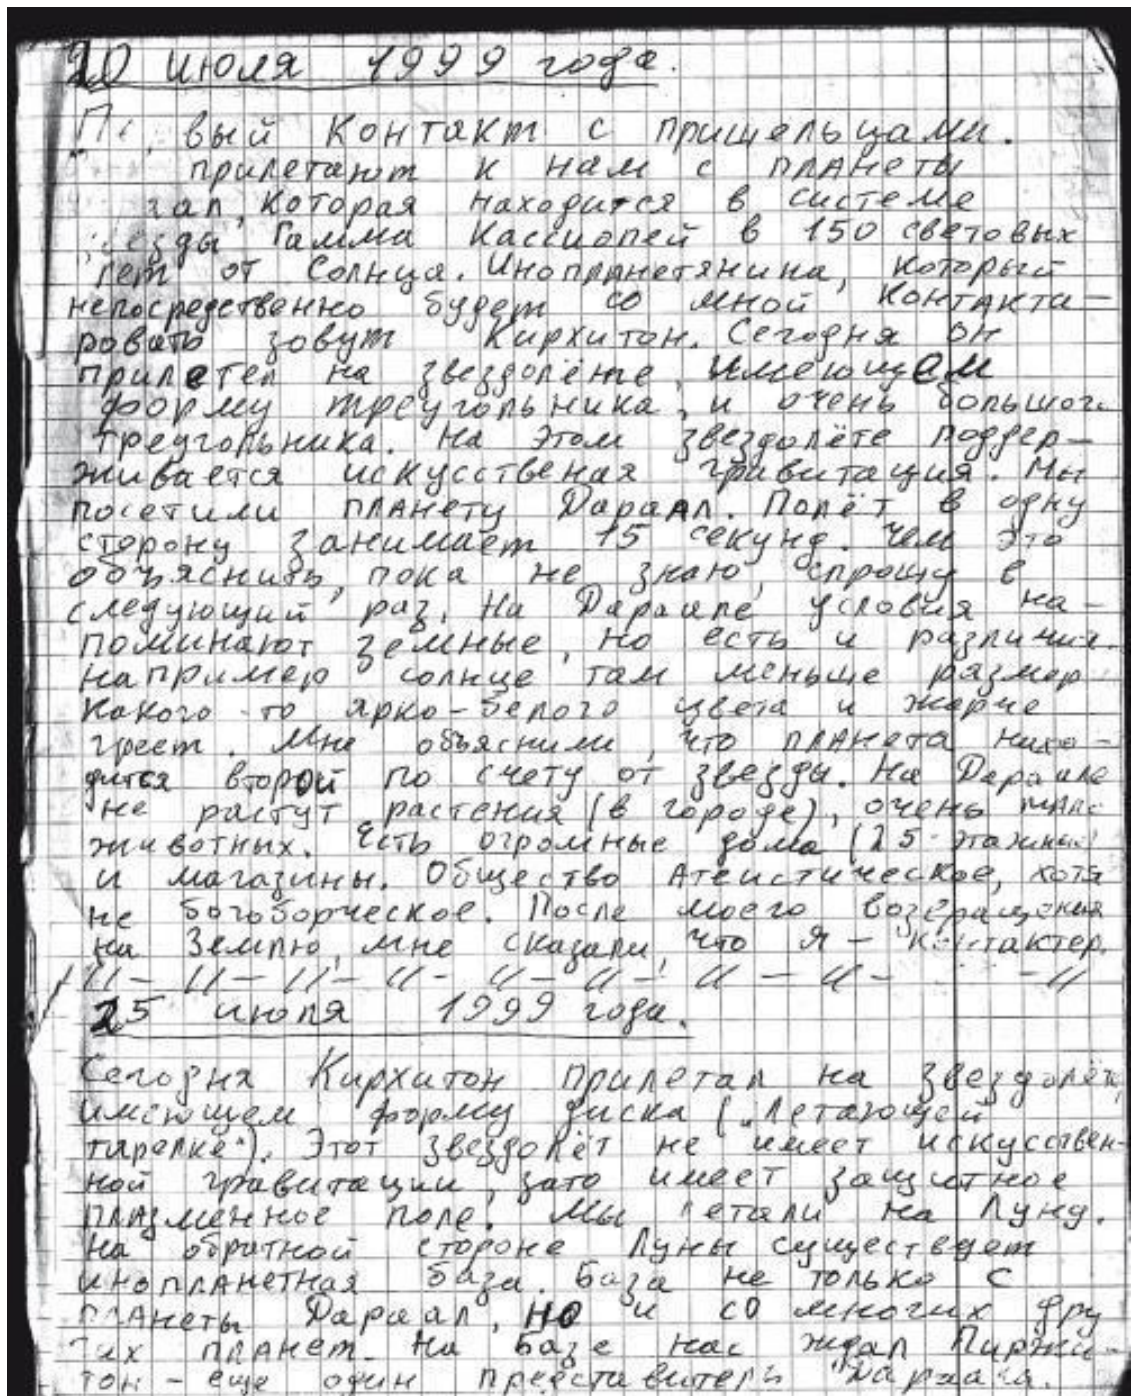 20 июля 1999 года.
вый контакт с пришельцами.
прилетают к нам с планеты
которая находится в системе
Гамма Кассиопей в 150 световых
лет от Солнца. Инопланетянина, который
непосредственно будет со мной контакти-
ровать зовут Кирхитон. Сегодня он
прилетел на звездолёте, имеющем
форму треугольника, и очень большого
треугольника. На этом звездолёте поддер-
живается искусственая гравитация. Мы
посетили планету Дараал. Полёт в одну
сторону занимает 15 секунд. Чем это
объяснить, пока не знаю, спрошу в
следующий раз. На Дараале условия на-
поминают земные, но есть и различия.
например солнце там меньше размер
какого-то ярко-белого цвета и жарче
греет. Мне объяснили, что планета нахо-
дится второй по счету от звезды. На Дараале
не растут растения (в городе), очень мало
животных. Есть огромные дома (25-этажные
и магазины. Общество атеистическое, хотя
не богоборческое. После моего возвращения
на Землю, мне сказали, что я - контактер.
25 июля 1999 года.
Сегодня Кирхитон прилетал на звездолёте,
имеющем форму диска ("летающей
тарелке"). Этот звездолёт не имеет искусствен-
ной гравитации, зато имеет защитное
плазменное поле. Мы летали на Луну.
На обратной стороне Луны существует
инопланетная база. База не только с
планеты Дараал, но и со многих дру
гих планет. На базе нас ждал Пиржи-
тон - еще один представитель Дараала.